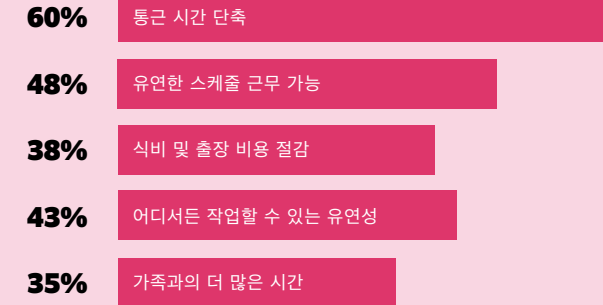 60% 통근 시간 단축
48% 유연한 스케줄 근무 가능
38% 식비 및 출장 비용 절감
43% 어디서든 작업할 수 있는 유연성
35% 가족과의 더 많은 시간